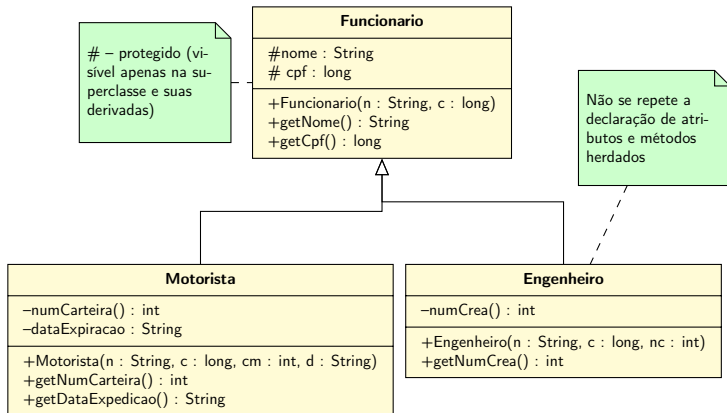 Funcionario
#nome : String
# cpf : long
+Funcionario(n : String, c : long)
+getNome() : String
+getCpf() : long
# – protegido (vi-
sível apenas na su-
perclasse e suas
derivadas)
Não se repete a
declaração de atri-
butos e métodos
herdados
Motorista
–numCarteira() : int
–dataExpiracao : String
+Motorista(n : String, c : long, cm : int, d : String)
+getNumCarteira() : int
+getDataExpedicao() : String
Engenheiro
–numCrea() : int
+Engenheiro(n : String, c : long, nc : int)
+getNumCrea() : int